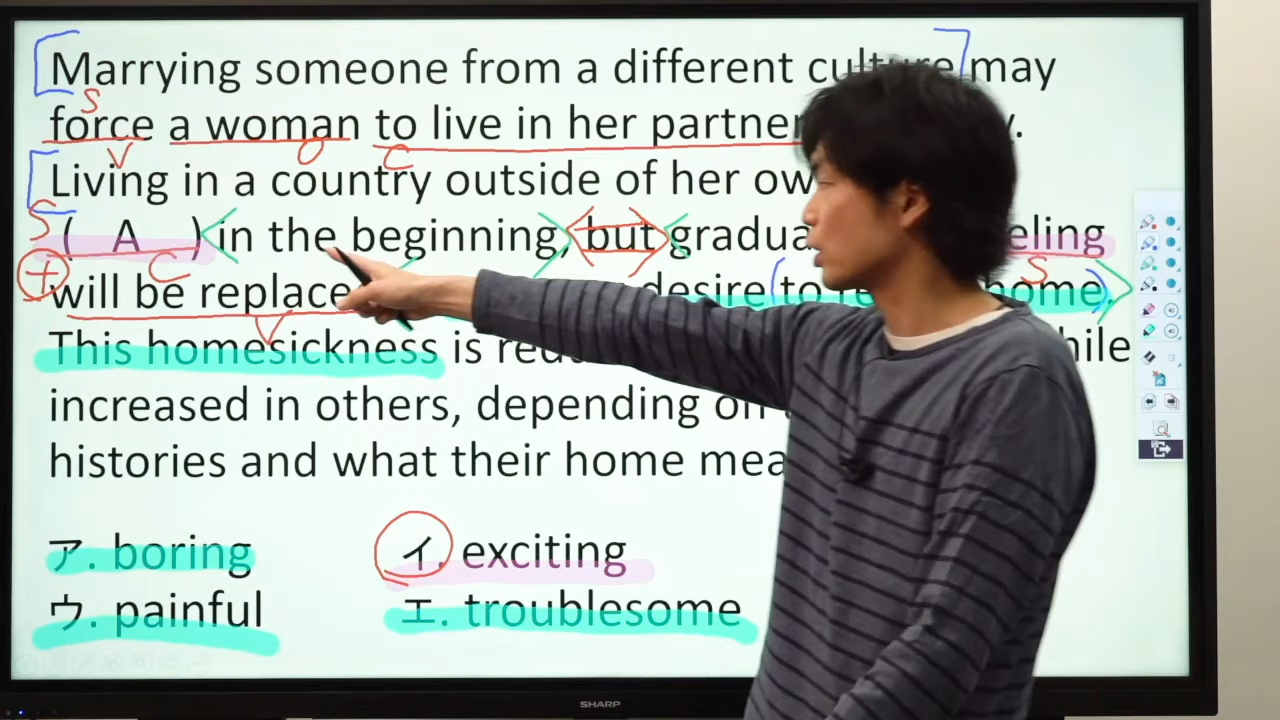 Marrying someone from a different culture may
force a woman to live in her partner y.
S
V O C
Living in a country outside of her ow
S
( A ) in the beginning, but gradua eling
+ C S
will be replace desire to re home.
V
This homesickness is redu hile
increased in others, depending on
histories and what their home mea
ア. boring イ. exciting
ウ. painful エ. troublesome
SHARP